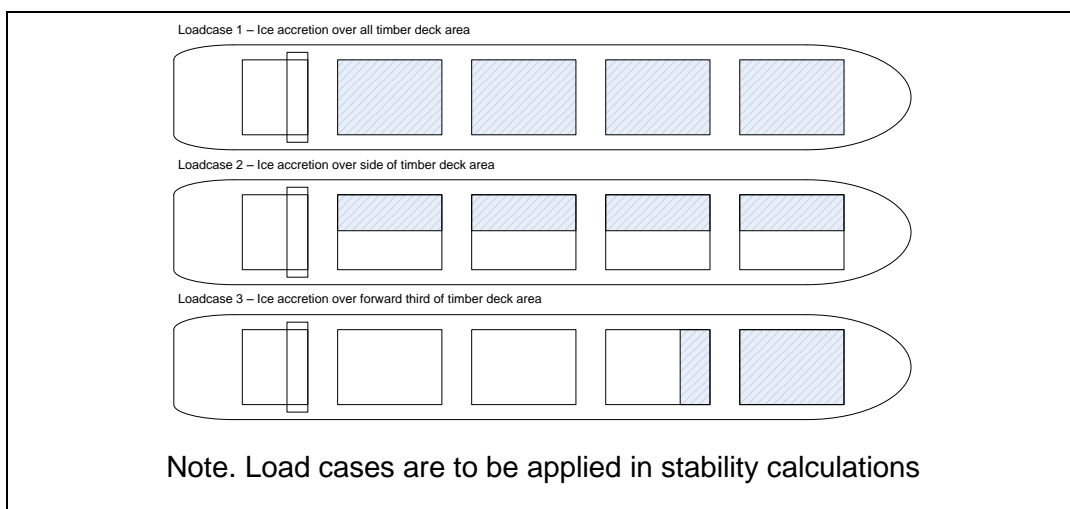 Loadcase 1 – Ice accretion over all timber deck area
Loadcase 2 – Ice accretion over side of timber deck area
Loadcase 3 – Ice accretion over forward third of timber deck area
Note. Load cases are to be applied in stability calculations